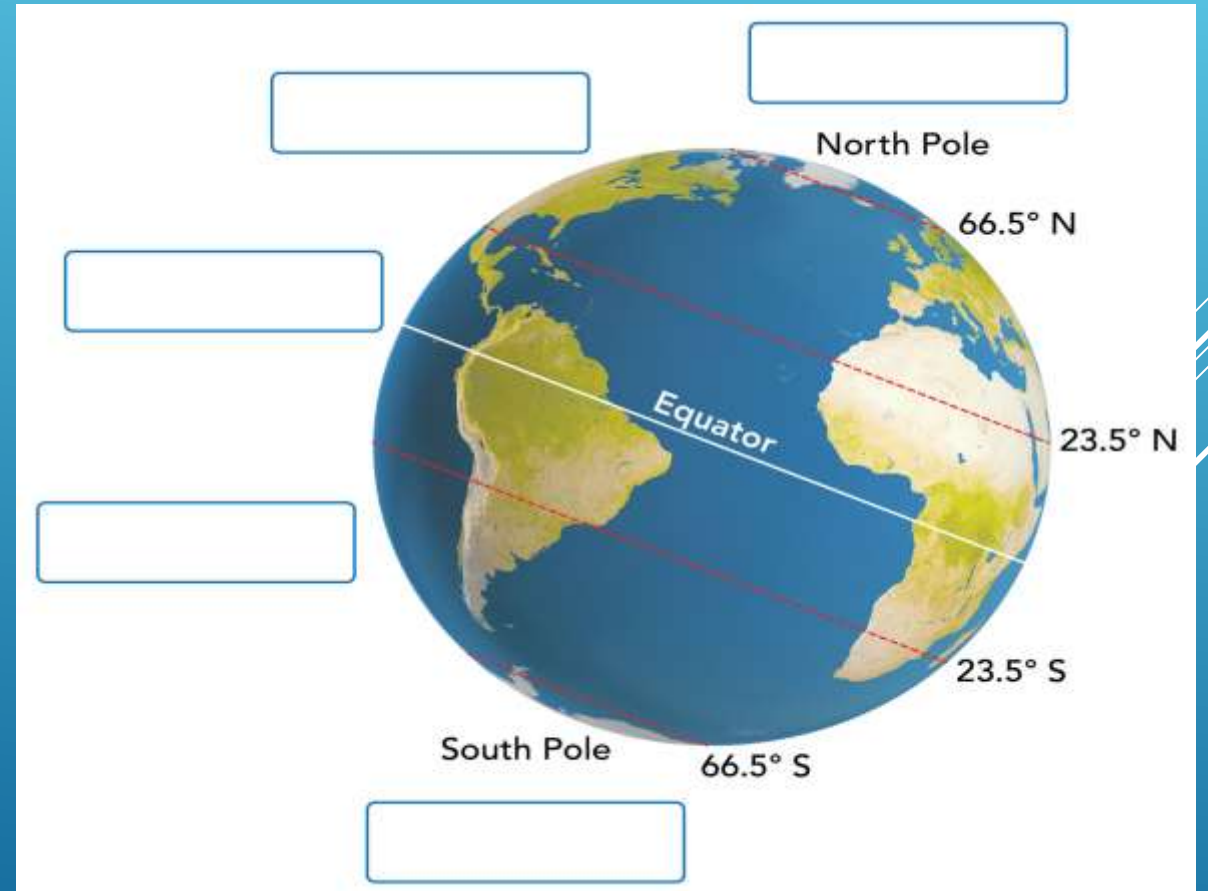 North Pole
66.5° N
Equator
23.5° N
23.5° S
South Pole
66.5° S